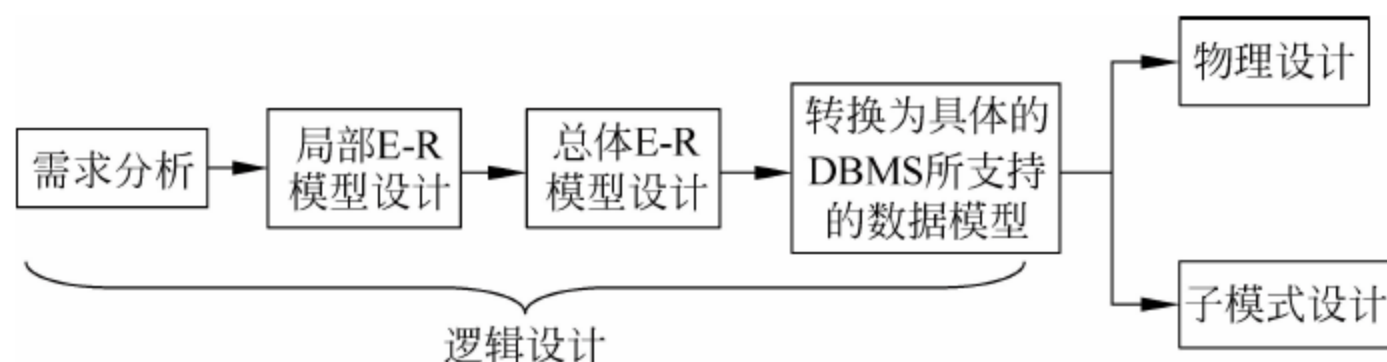 需求分析
局部E-R
模型设计
总体E-R
模型设计
转换为具体的
DBMS所支持
的数据模型
物理设计
子模式设计
逻辑设计